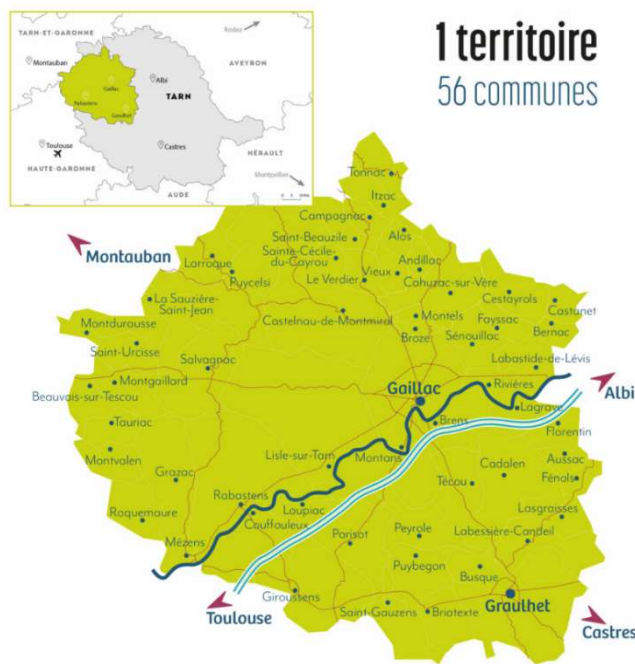 TARN-ET-GARONNE
Rodez
Montauban
AVEYRON
Albi
Gaillac
TARN
Rabastens
Graulhet
Toulouse
Castres
HÉRAULT
HAUTE-GARONNE
Montpellier
AUDE
1 territoire
56 communes
Tonnac
Itzac
Campagnac
Alos
Saint-Beauzile
Montauban
Sainte-Cécile-
du-Cayrou
Andillac
Larroque
Vieux
Puycelsi
Le Verdier
Cahuzac-sur-Vère
La Sauzière-
Saint-Jean
Cestayrols
Castanet
Castelnau-de-Montmiral
Montels
Fayssac
Montdurausse
Bernac
Broze
Sénouillac
Saint-Urcisse
Salvagnac
Labastide-de-Lévis
Montgaillard
Gaillac
Rivières
Beauvais-sur-Tescou
Albi
Lagrave
Tauriac
Brens
Florentin
Montvalen
Lisle-sur-Tarn
Montans
Aussac
Grazac
Cadalen
Técou
Fénols
Rabastens
Loupiac
Lasgraisses
Roquemaure
Couffouleux
Peyrole
Labessière-Candeil
Parisot
Mézens
Puybegon
Busque
Giroussens
Graulhet
Toulouse
Saint-Gauzens
Briatexte
Castres